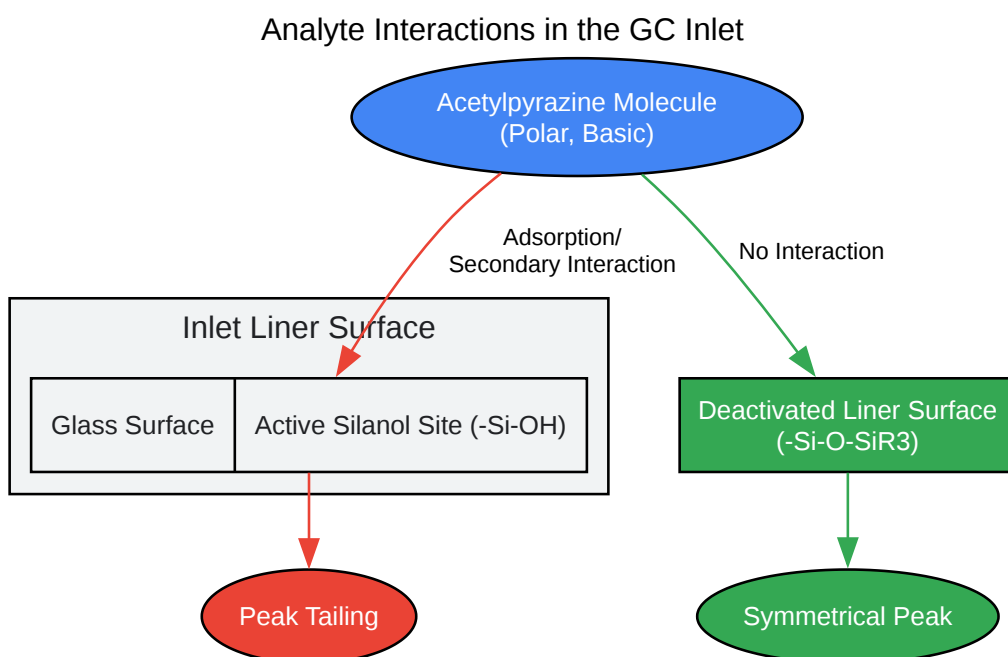 Analyte Interactions in the GC Inlet
Acetylpyrazine Molecule
(Polar, Basic)
Adsorption/
Secondary Interaction
No Interaction
Inlet Liner Surface
Glass Surface
Active Silanol Site (-Si-OH)
Deactivated Liner Surface
(-Si-O-SiR3)
Peak Tailing
Symmetrical Peak